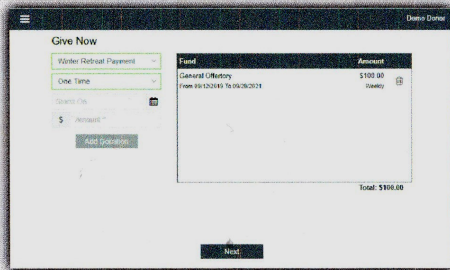 Demo Donor
Give Now
Winter Retreat Payment
One Time
Starts On
$ Amount *
Add Donation
Fund Amount
General Offertory $100.00
From 09/12/2019 To 09/28/2021 Weekly
Total: $100.00
Next